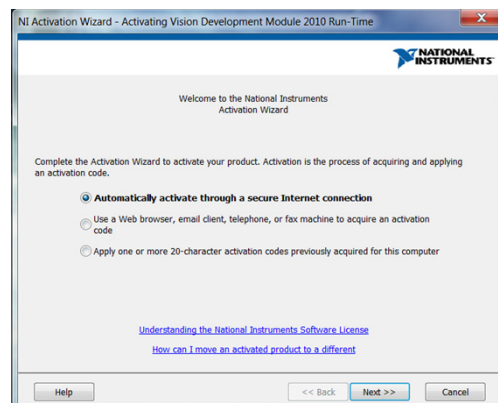 NI Activation Wizard - Activating Vision Development Module 2010 Run-Time
NATIONAL
INSTRUMENTS
Welcome to the National Instruments
Activation Wizard
Complete the Activation Wizard to activate your product. Activation is the process of acquiring and applying
an activation code.
Automatically activate through a secure Internet connection
Use a Web browser, email client, telephone, or fax machine to acquire an activation
code
Apply one or more 20-character activation codes previously acquired for this computer
Understanding the National Instruments Software License
How can I move an activated product to a different
Help
<< Back
Next >>
Cancel